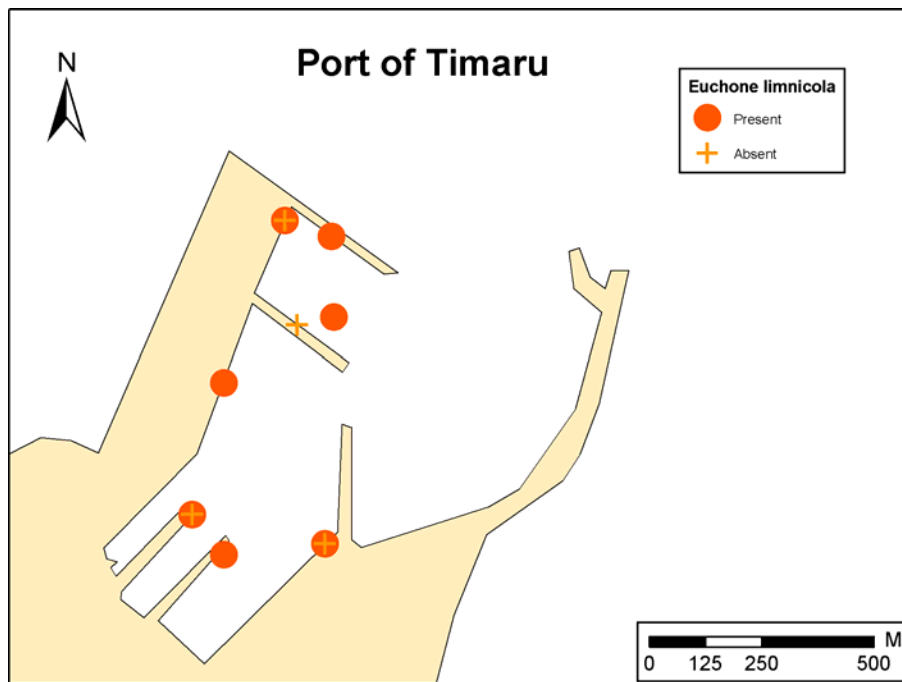 Port of Timaru
N
Euchone limnicola
Present
Absent
M
0 125 250 500